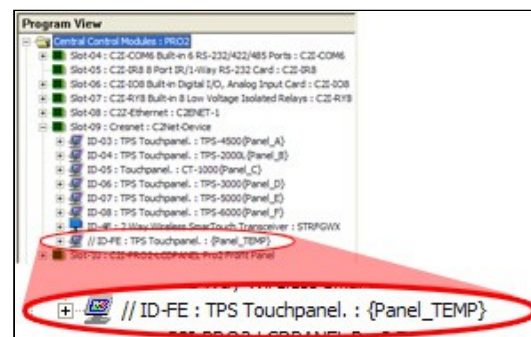 Program View
Central Control Modules : PRO2
Slot-04 : C2I-COM6 Built-in 6 RS-232/422/485 Ports : C2I-COM6
Slot-05 : C2I-IR8 8 Port IR/1-Way RS-232 Card : C2I-IR8
Slot-06 : C2I-IO8 Built-in Digital I/O, Analog Input Card : C2I-IO8
Slot-07 : C2I-RY8 Built-in 8 Low Voltage Isolated Relays : C2I-RY8
Slot-08 : C2Z-Ethernet : C2ENET-1
Slot-09 : Cresnet : C2Net-Device
ID-03 : TPS Touchpanel. : TPS-4500{Panel_A}
ID-04 : TPS Touchpanel. : TPS-2000L{Panel_B}
ID-05 : Touchpanel. : CT-1000{Panel_C}
ID-06 : TPS Touchpanel. : TPS-3000{Panel_D}
ID-07 : TPS Touchpanel. : TPS-5000{Panel_E}
ID-08 : TPS Touchpanel. : TPS-6000{Panel_F}
2 Way Wireless SmarTouch Transceiver : STRFGWX
// ID-FE : TPS Touchpanel. : {Panel_TEMP}
Slot-10 : C2I-PRO2-LCDPANEL Pro2 Front Panel
// ID-FE : TPS Touchpanel. : {Panel_TEMP}